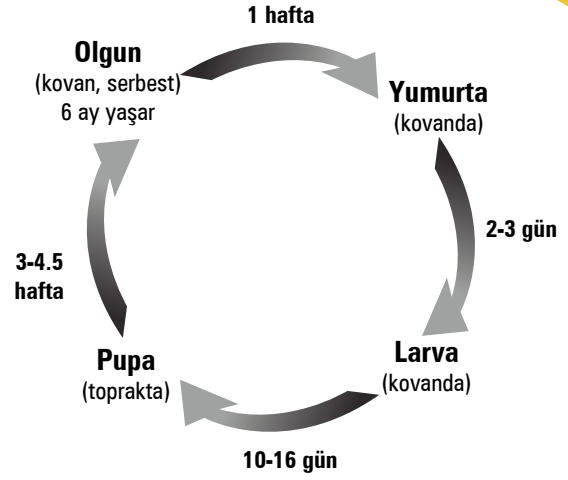 1 hafta
Olgun
(kovan, serbest)
6 ay yaşar
Yumurta
(kovanda)
2-3 gün
Larva
(kovanda)
10-16 gün
Pupa
(toprakta)
3-4.5
hafta